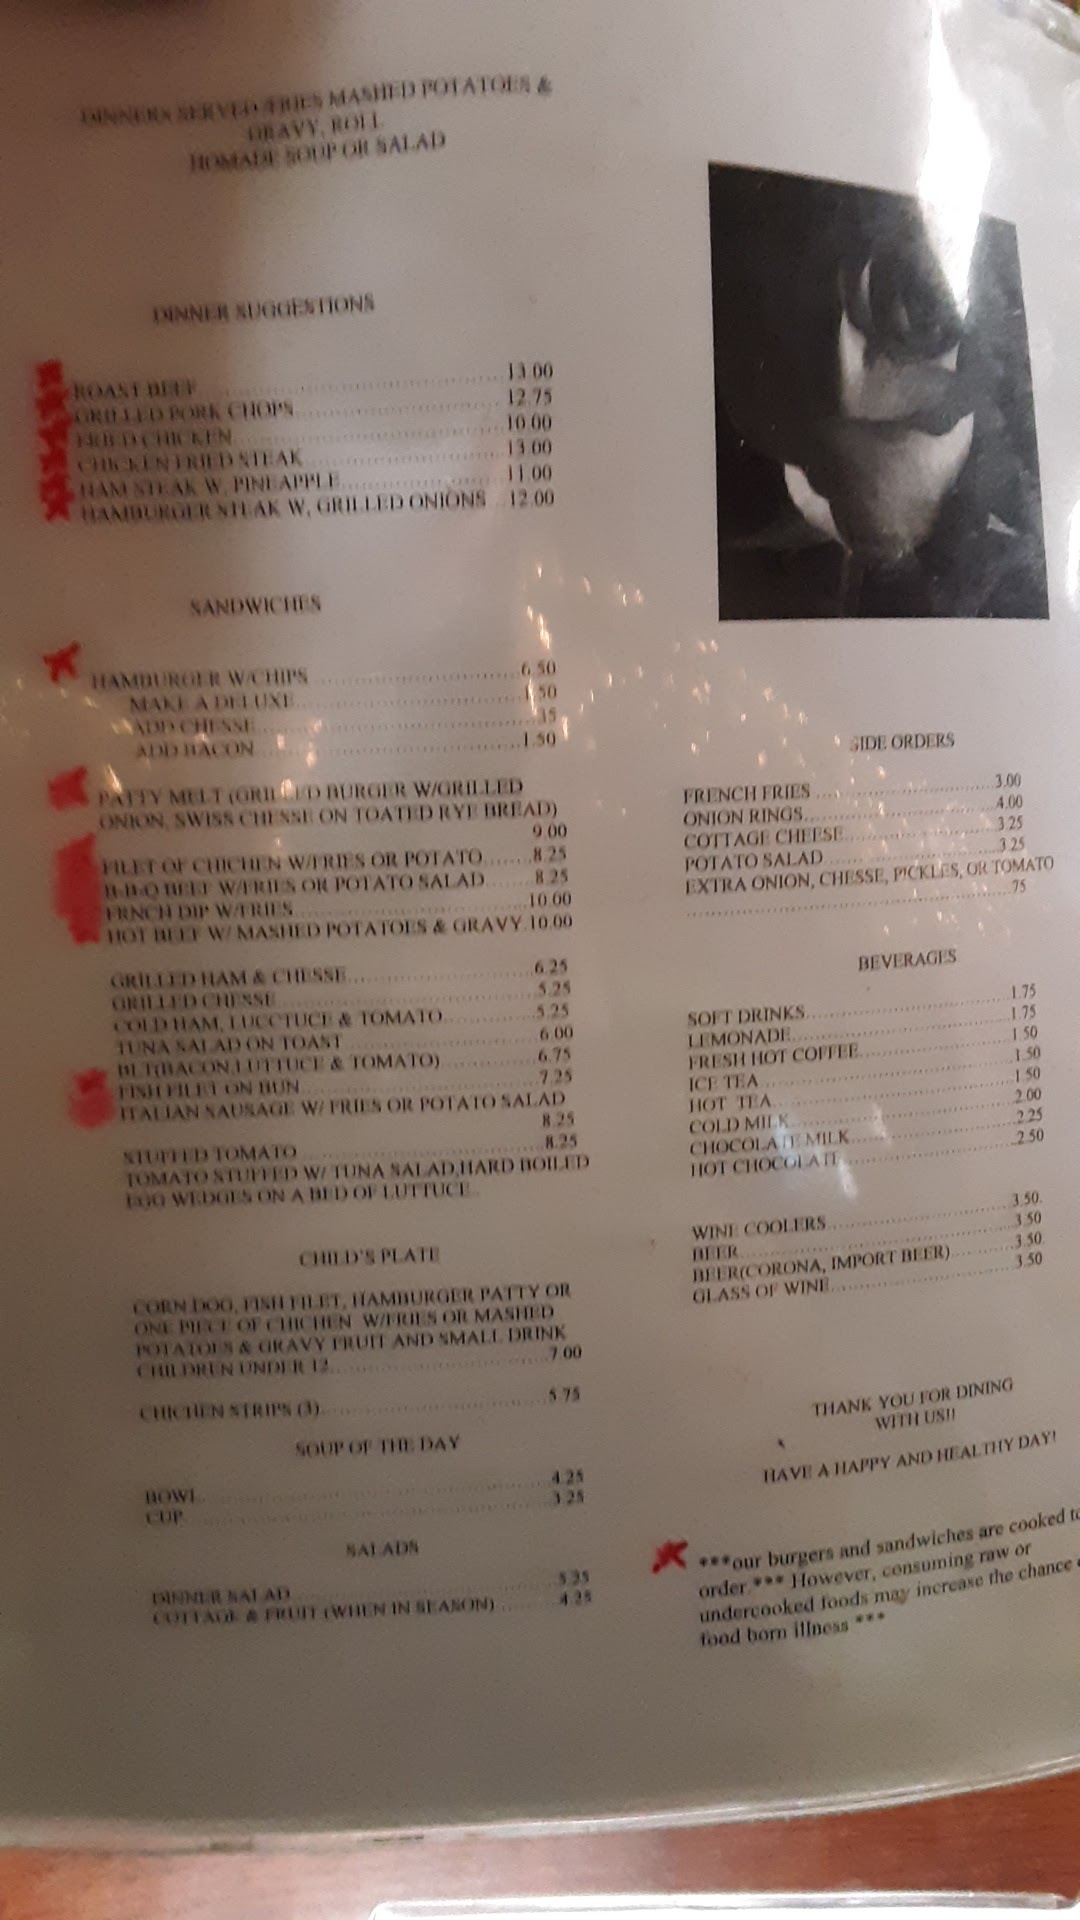 DINNERS SERVED /FRIES MASHED POTATOES &
GRAVY, ROLL
HOMADE SOUP OR SALAD
DINNER SUGGESTIONS
ROAST BEEF 13.00
GRILLED PORK CHOPS 12.75
FRIED CHICKEN 10.00
CHICKEN FRIED STEAK 13.00
HAM STEAK W, PINEAPPLE 11.00
HAMBURGER STEAK W, GRILLED ONIONS 12.00
SANDWICHES
HAMBURGER W/CHIPS 6.50
MAKE A DELUXE 1.50
ADD CHESSE
ADD BACON 1.50
PATTY MELT (GRILLED BURGER W/GRILLED
ONION, SWISS CHESSE ON TOATED RYE BREAD)
9.00
FILET OF CHICHEN W/FRIES OR POTATO 8.25
B-B-Q BEEF W/FRIES OR POTATO SALAD 8.25
FRNCH DIP W/FRIES 10.00
HOT BEEF W/ MASHED POTATOES & GRAVY 10.00
GRILLED HAM & CHESSE 6.25
GRILLED CHESSE 5.25
COLD HAM, LUCCTUCE & TOMATO 5.25
TUNA SALAD ON TOAST 6.00
BLT(BACON,LUTTUCE & TOMATO) 6.75
FISH FILET ON BUN 7.25
ITALIAN SAUSAGE W/ FRIES OR POTATO SALAD
8.25
STUFFED TOMATO 8.25
TOMATO STUFFED W/ TUNA SALAD,HARD BOILED
EGG WEDGES ON A BED OF LUTTUCE..
CHILD'S PLATE
CORN DOG, FISH FILET, HAMBURGER PATTY OR
ONE PIECE OF CHICHEN W/FRIES OR MASHED
POTATOES & GRAVY FRUIT AND SMALL DRINK
CHILDREN UNDER 12 7.00
CHICHEN STRIPS (3) 5.75
SOUP OF THE DAY
BOWL 4.25
CUP 3.25
SALADS
DINNER SALAD
COTTAGE & FRUIT (WHEN IN SEASON) 4.25
SIDE ORDERS
FRENCH FRIES 3.00
ONION RINGS 4.00
COTTAGE CHEESE 3.25
POTATO SALAD 3.25
EXTRA ONION, CHESSE, PICKLES, OR TOMATO
.75
BEVERAGES
SOFT DRINKS 1.75
LEMONADE 1.75
FRESH HOT COFFEE 1.50
ICE TEA 1.50
HOT TEA 1.50
COLD MILK 2.00
CHOCOLATE MILK 2.25
HOT CHOCOLATE 2.50
WINE COOLERS 3.50.
BEER 3.50
BEER(CORONA, IMPORT BEER) 3.50
GLASS OF WINE 3.50
THANK YOU FOR DINING
WITH US!!
HAVE A HAPPY AND HEALTHY DAY!
***our burgers and sandwiches are cooked to
order.*** However, consuming raw or
undercooked foods may increase the chance
food born illness ***